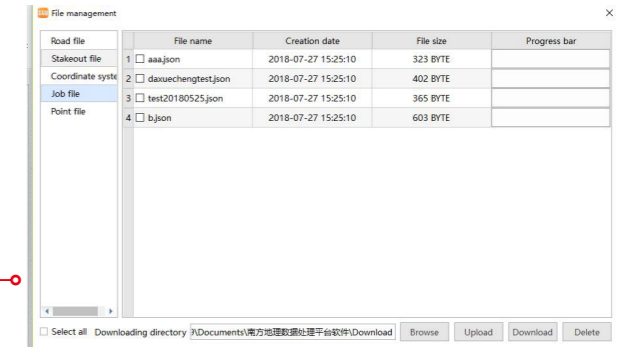 File management
Road file
Stakeout file
Coordinate syste
Job file
Point file
File name Creation date File size Progress bar
1 aaa.json 2018-07-27 15:25:10 323 BYTE
2 daxuechengtest.json 2018-07-27 15:25:10 402 BYTE
3 test20180525.json 2018-07-27 15:25:10 365 BYTE
4 b.json 2018-07-27 15:25:10 603 BYTE
Select all Downloading directory \Documents\南方地理数据处理平台软件\Download Browse Upload Download Delete